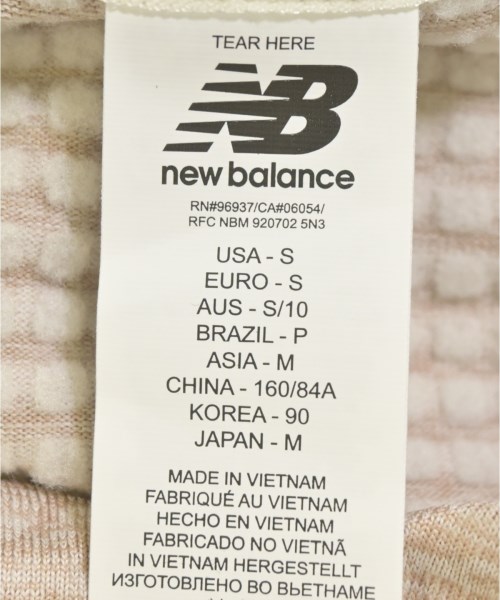 TEAR HERE
NB
new balance
RN#96937/CA#06054/
RFC NBM 920702 5N3
USA - S
EURO - S
AUS - S/10
BRAZIL - P
ASIA - M
CHINA - 160/84A
KOREA - 90
JAPAN - M
MADE IN VIETNAM
FABRIQUÉ AU VIETNAM
HECHO EN VIETNAM
FABRICADO NO VIETNÃ
IN VIETNAM HERGESTELLT
ИЗГОТОВЛЕНО ВО ВЬЕТНАМЕ